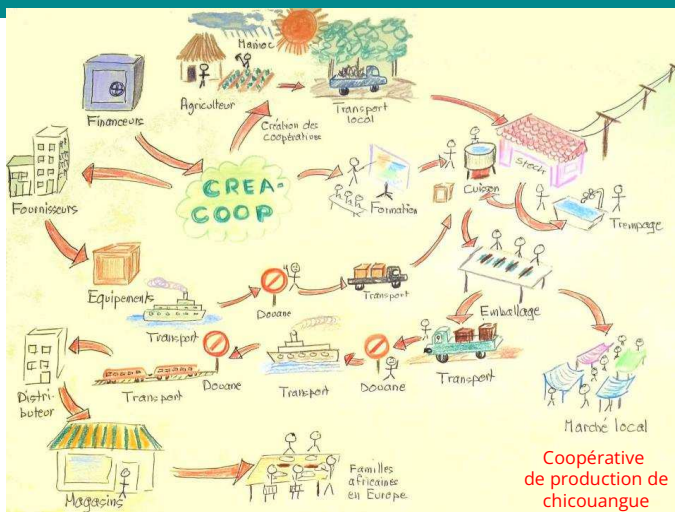 Manioc
Agriculteur
Transport
local
Financeurs
Création des
coopératives
Stock
CREA-
COOP
Formation
Cuisson
Fournisseurs
Trempage
Equipements
Transport
Douane
Transport
Emballage
Distri-
buteur
Transport
Douane
Transport
Douane
Transport
Marché local
Magasins
Familles
africaines
en Europe
Coopérative
de production de
chicouangue